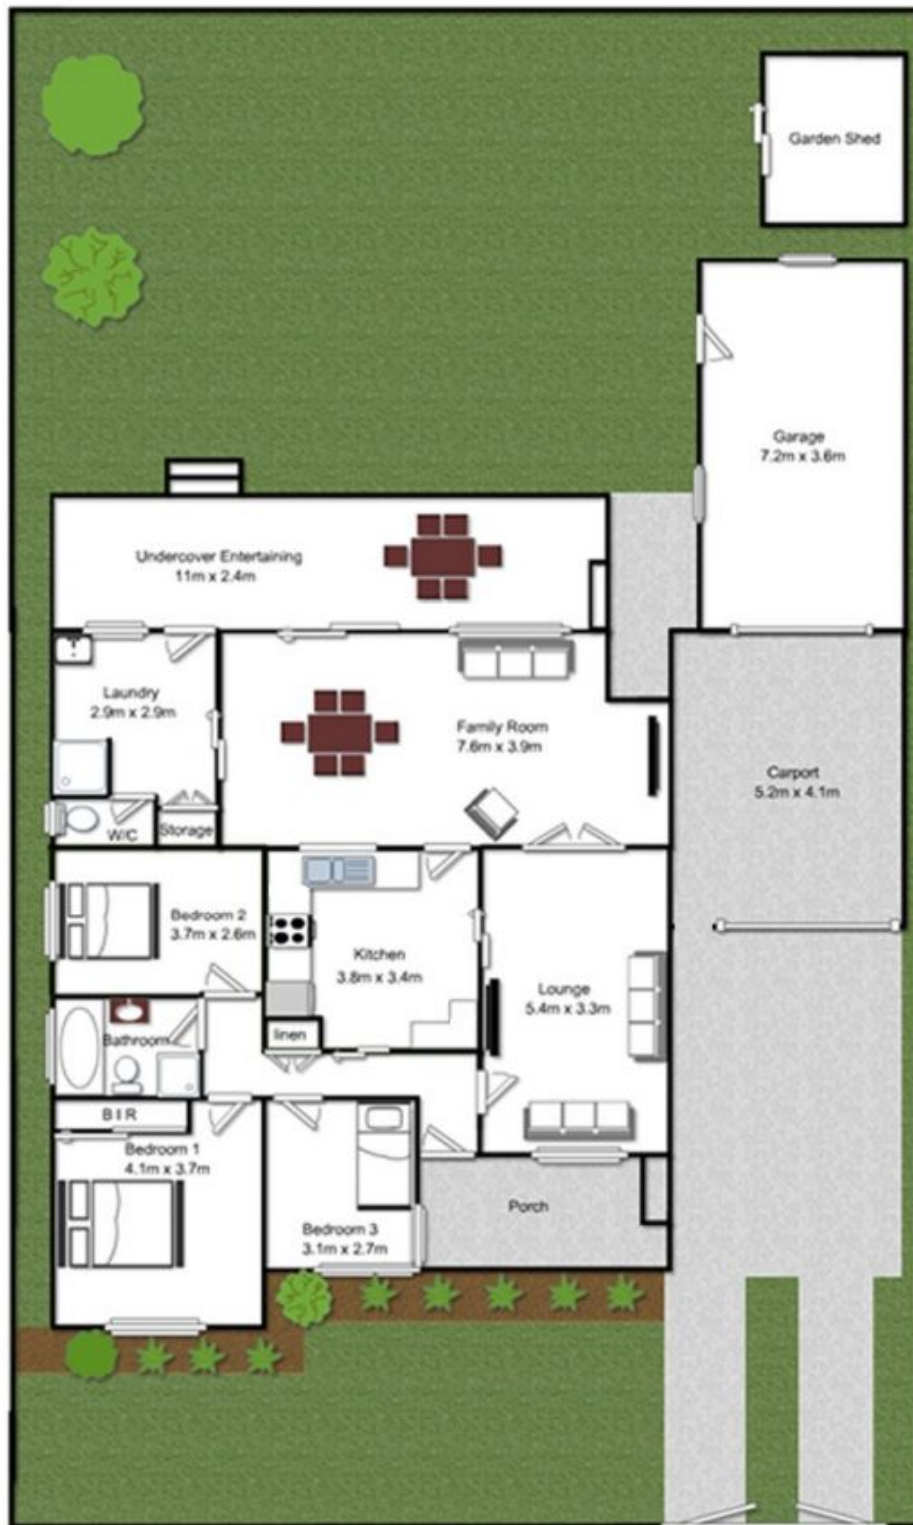 Garden Shed
Garage
7.2m x 3.6m
Undercover Entertaining
11m x 2.4m
Laundry
2.9m x 2.9m
Family Room
7.6m x 3.9m
Carport
5.2m x 4.1m
W/C
Storage
Bedroom 2
3.7m x 2.6m
Kitchen
3.8m x 3.4m
Lounge
5.4m x 3.3m
linen
Bathroom
B I R
Bedroom 1
4.1m x 3.7m
Bedroom 3
3.1m x 2.7m
Porch